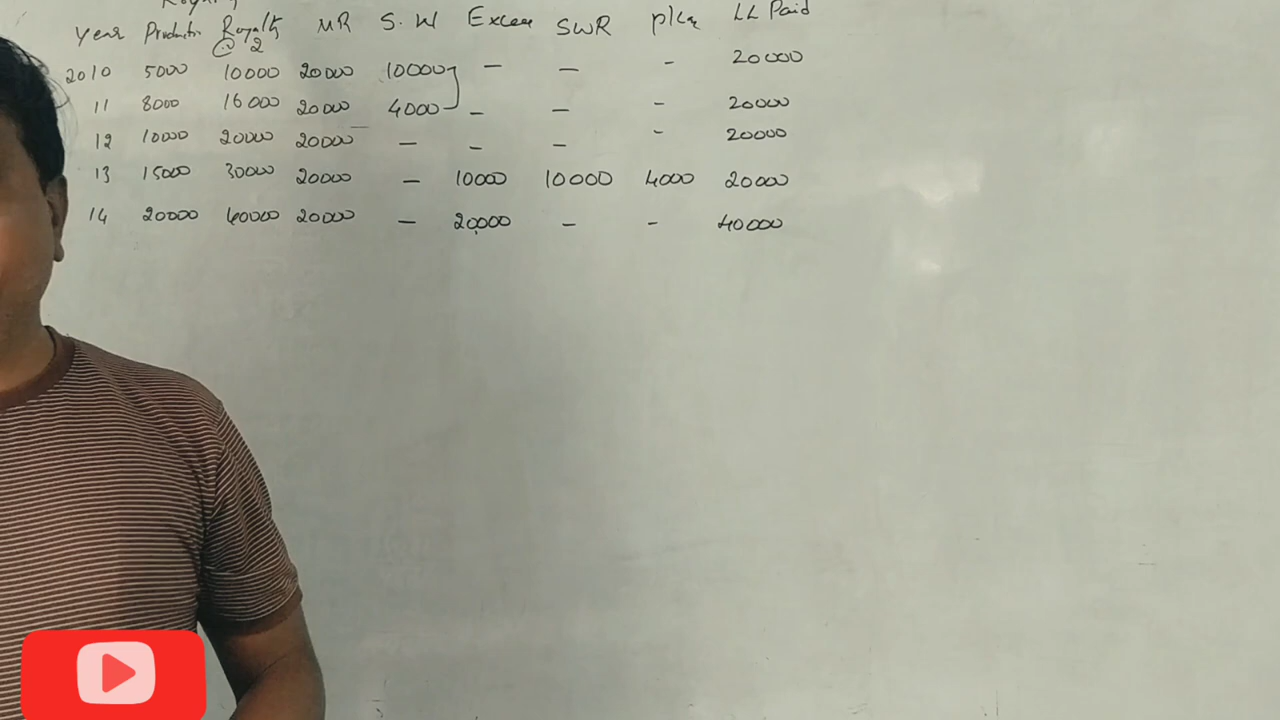 Royalty
Year Production Royalty @ 2 MR S.W Excess SWR P/L a LL Paid
2010 5000 10000 20000 10000 — — - 20000
11 8000 16000 20000 4000 — — - 20000
12 10000 20000 20000 — — — - 20000
13 15000 30000 20000 — 10000 10000 4000 20000
14 20000 40000 20000 — 20,000 — - 40000